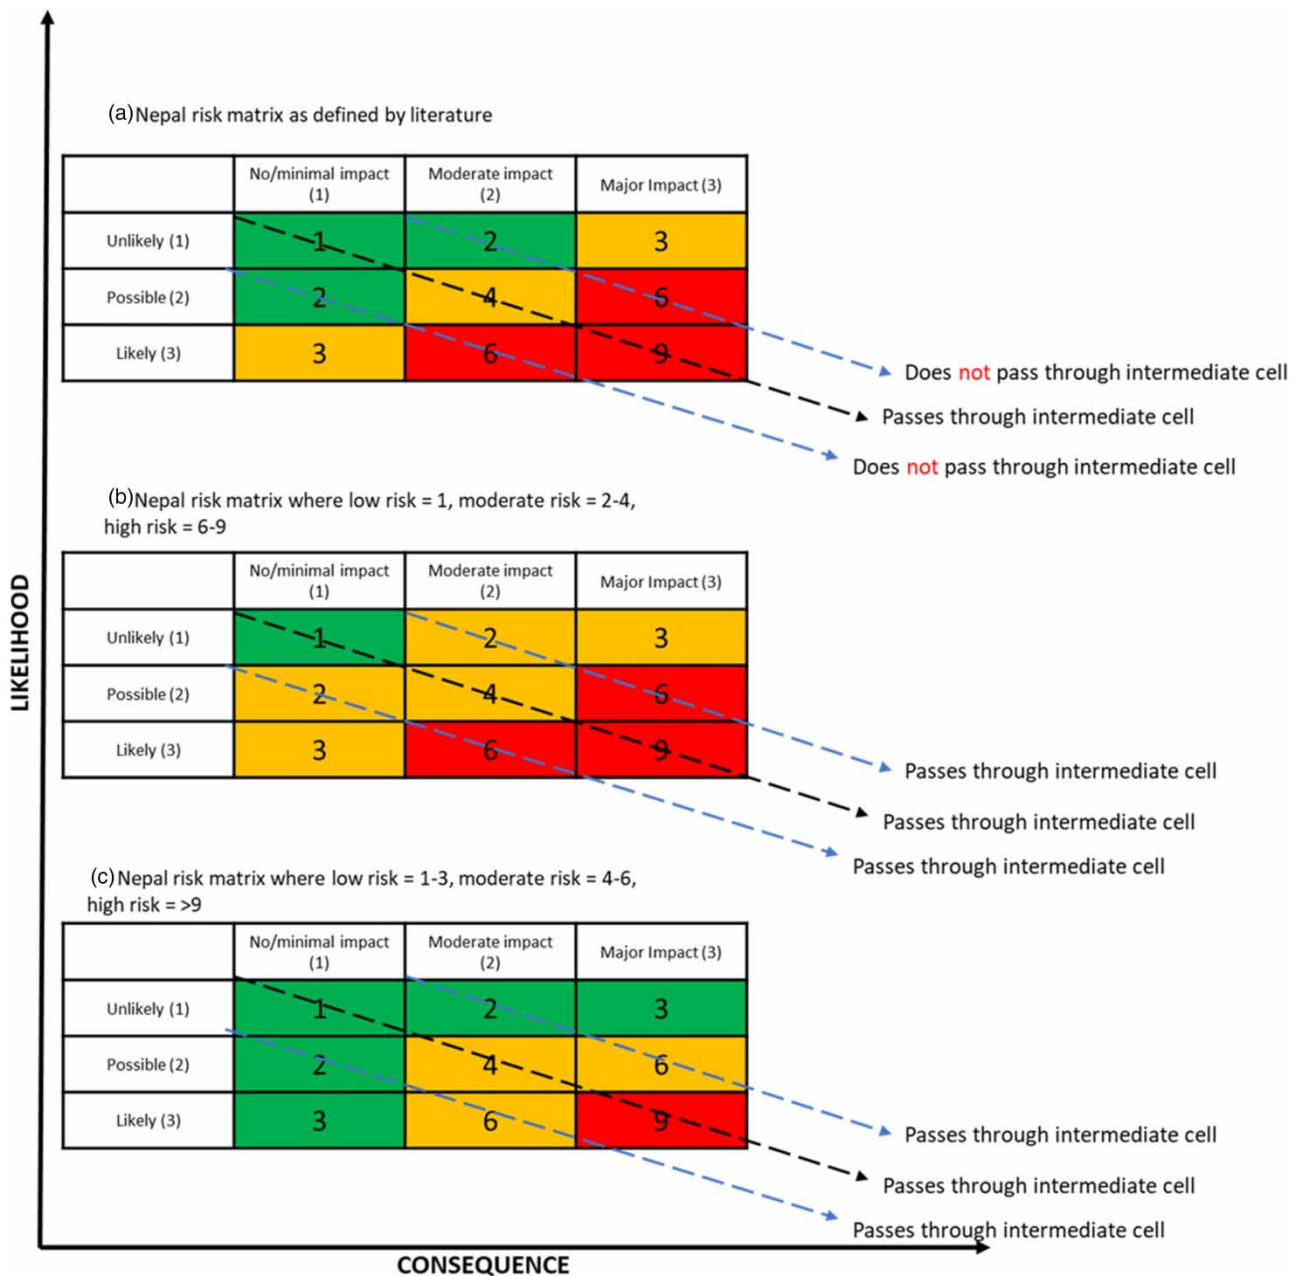 (a)Nepal risk matrix as defined by literature
No/minimal impact
(1)
Moderate impact
(2)
Major Impact (3)
Unlikely (1)
1
2
3
Possible (2)
2
4
6
Likely (3)
3
6
9
Does not pass through intermediate cell
Passes through intermediate cell
Does not pass through intermediate cell
(b)Nepal risk matrix where low risk = 1, moderate risk = 2-4,
high risk = 6-9
No/minimal impact
(1)
Moderate impact
(2)
Major Impact (3)
Unlikely (1)
1
2
3
Possible (2)
2
4
6
Likely (3)
3
6
9
Passes through intermediate cell
Passes through intermediate cell
Passes through intermediate cell
LIKELIHOOD
(c)Nepal risk matrix where low risk = 1-3, moderate risk = 4-6,
high risk = >9
No/minimal impact
(1)
Moderate impact
(2)
Major Impact (3)
Unlikely (1)
1
2
3
Possible (2)
2
4
6
Likely (3)
3
6
9
Passes through intermediate cell
Passes through intermediate cell
Passes through intermediate cell
CONSEQUENCE